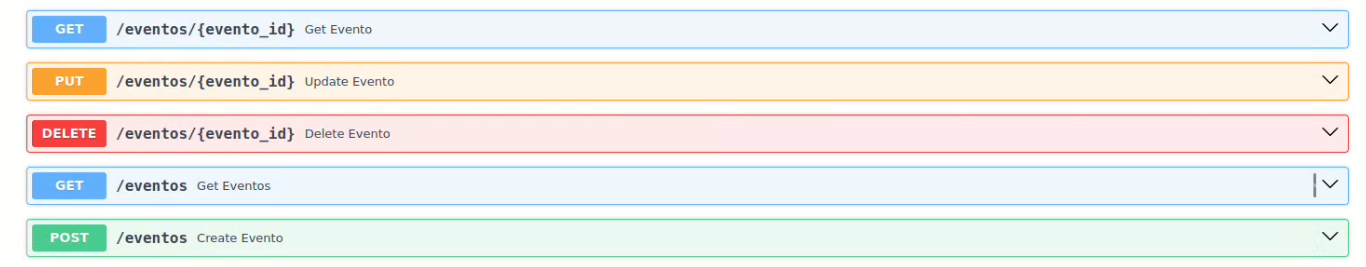 GET /eventos/{evento_id} Get Evento
PUT /eventos/{evento_id} Update Evento
DELETE /eventos/{evento_id} Delete Evento
GET /eventos Get Eventos
POST /eventos Create Evento